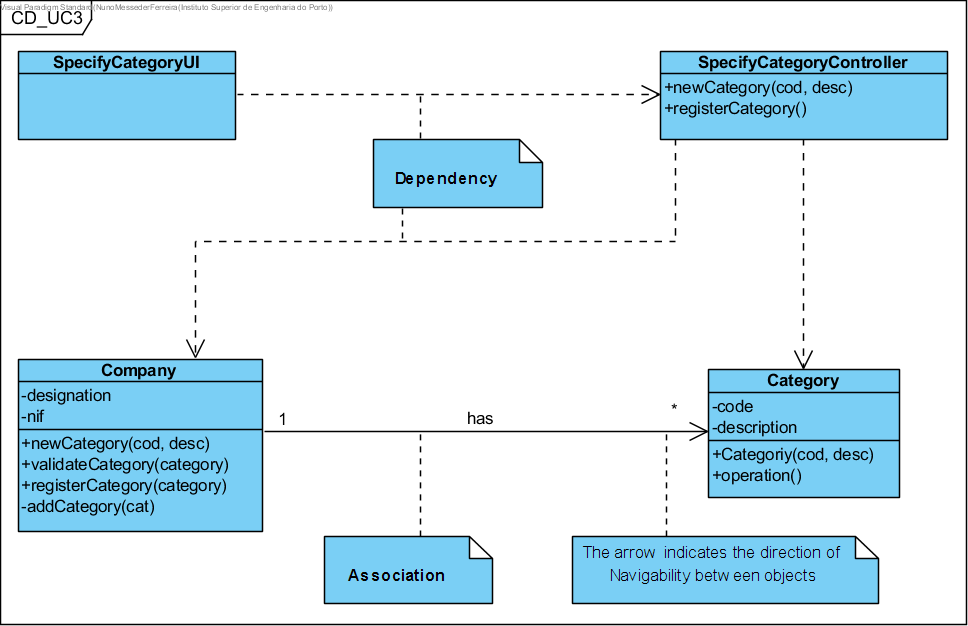 Visual Paradigm Standard(NunoMessederFerreira(Instituto Superior de Engenharia do Porto))
CD_UC3
SpecifyCategoryUI
SpecifyCategoryController
+newCategory(cod, desc)
+registerCategory()
Dependency
Company
-designation
-nif
+newCategory(cod, desc)
+validateCategory(category)
+registerCategory(category)
-addCategory(cat)
1
has
*
Category
-code
-description
+Categoriy(cod, desc)
+operation()
Association
The arrow indicates the direction of
Navigability betw een objects